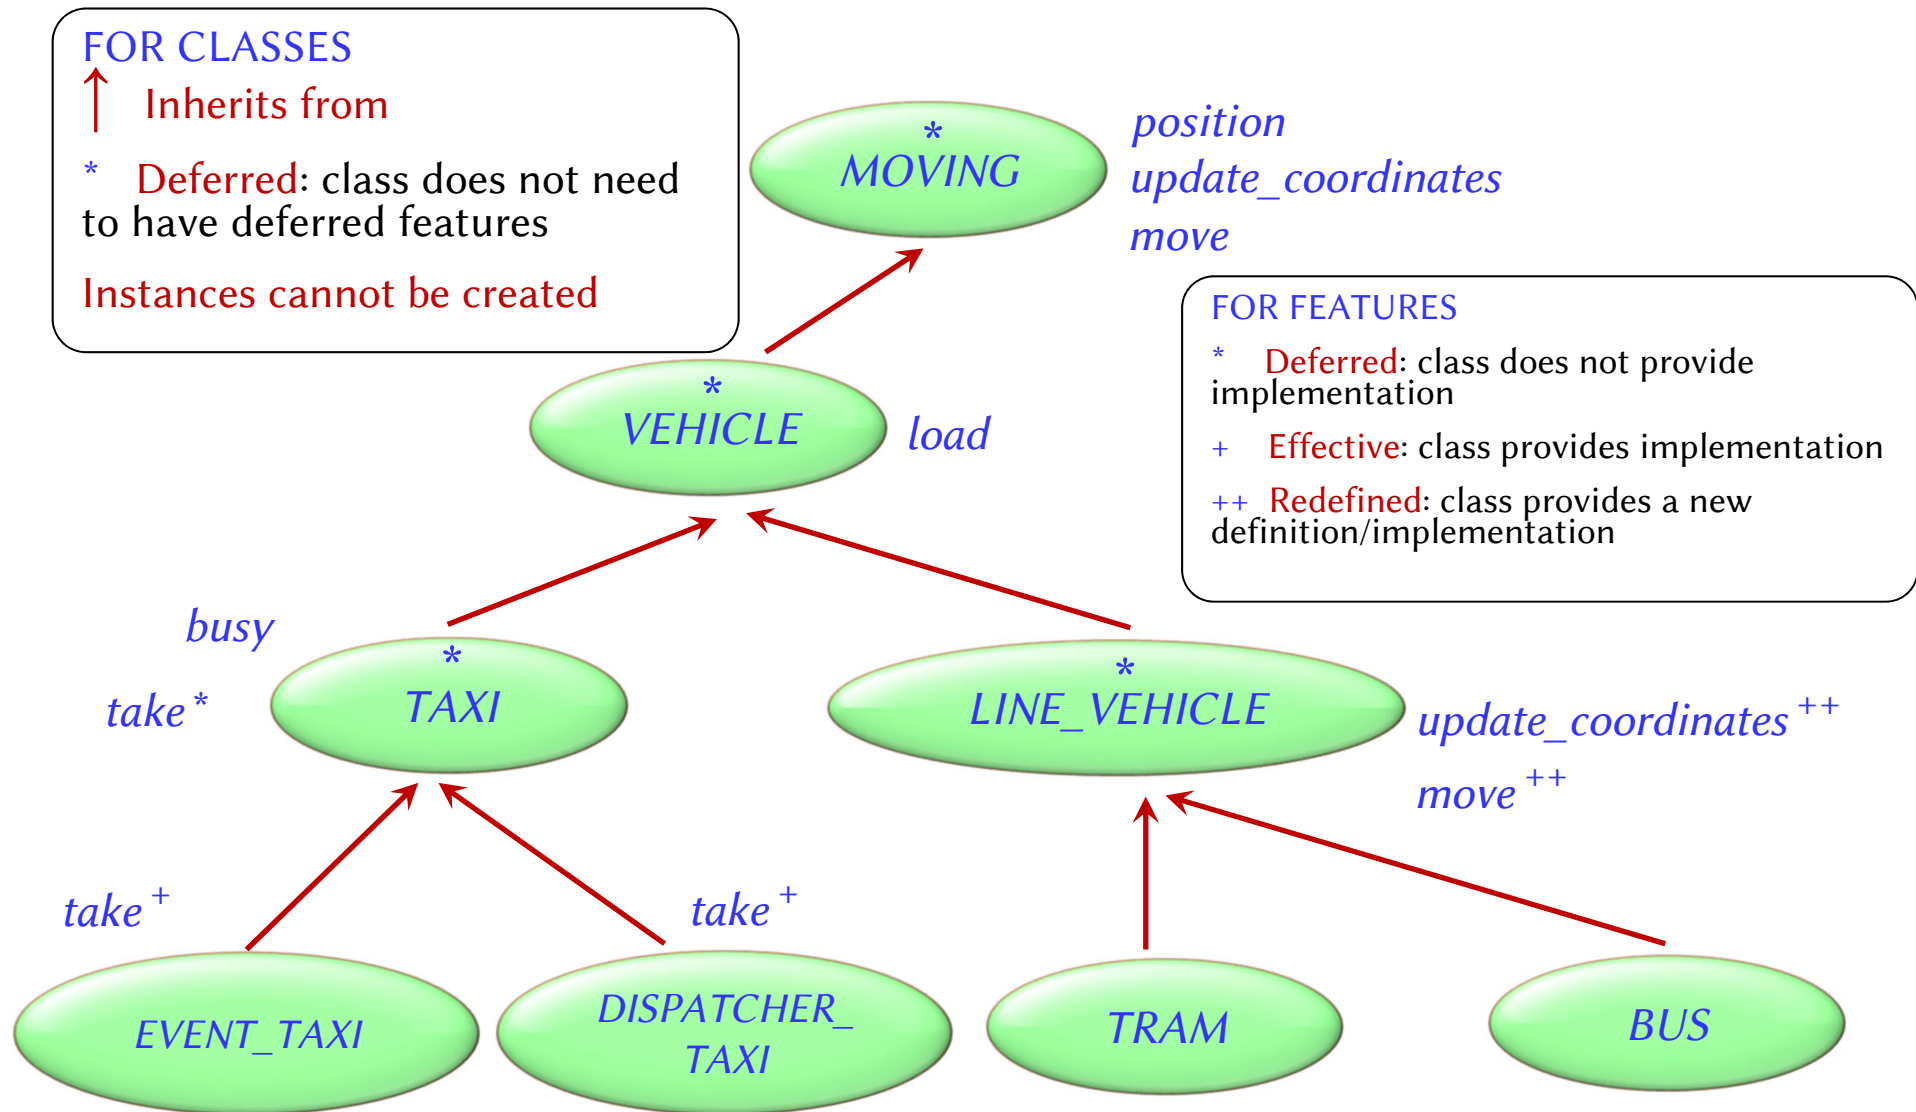 FOR CLASSES
↑ Inherits from
* Deferred: class does not need
to have deferred features
Instances cannot be created
*
MOVING
position
update_coordinates
move
FOR FEATURES
* Deferred: class does not provide
implementation
+ Effective: class provides implementation
++ Redefined: class provides a new
definition/implementation
*
VEHICLE
load
busy
take *
*
TAXI
*
LINE_VEHICLE
update_coordinates ++
move ++
take +
take +
EVENT_TAXI
DISPATCHER_
TAXI
TRAM
BUS